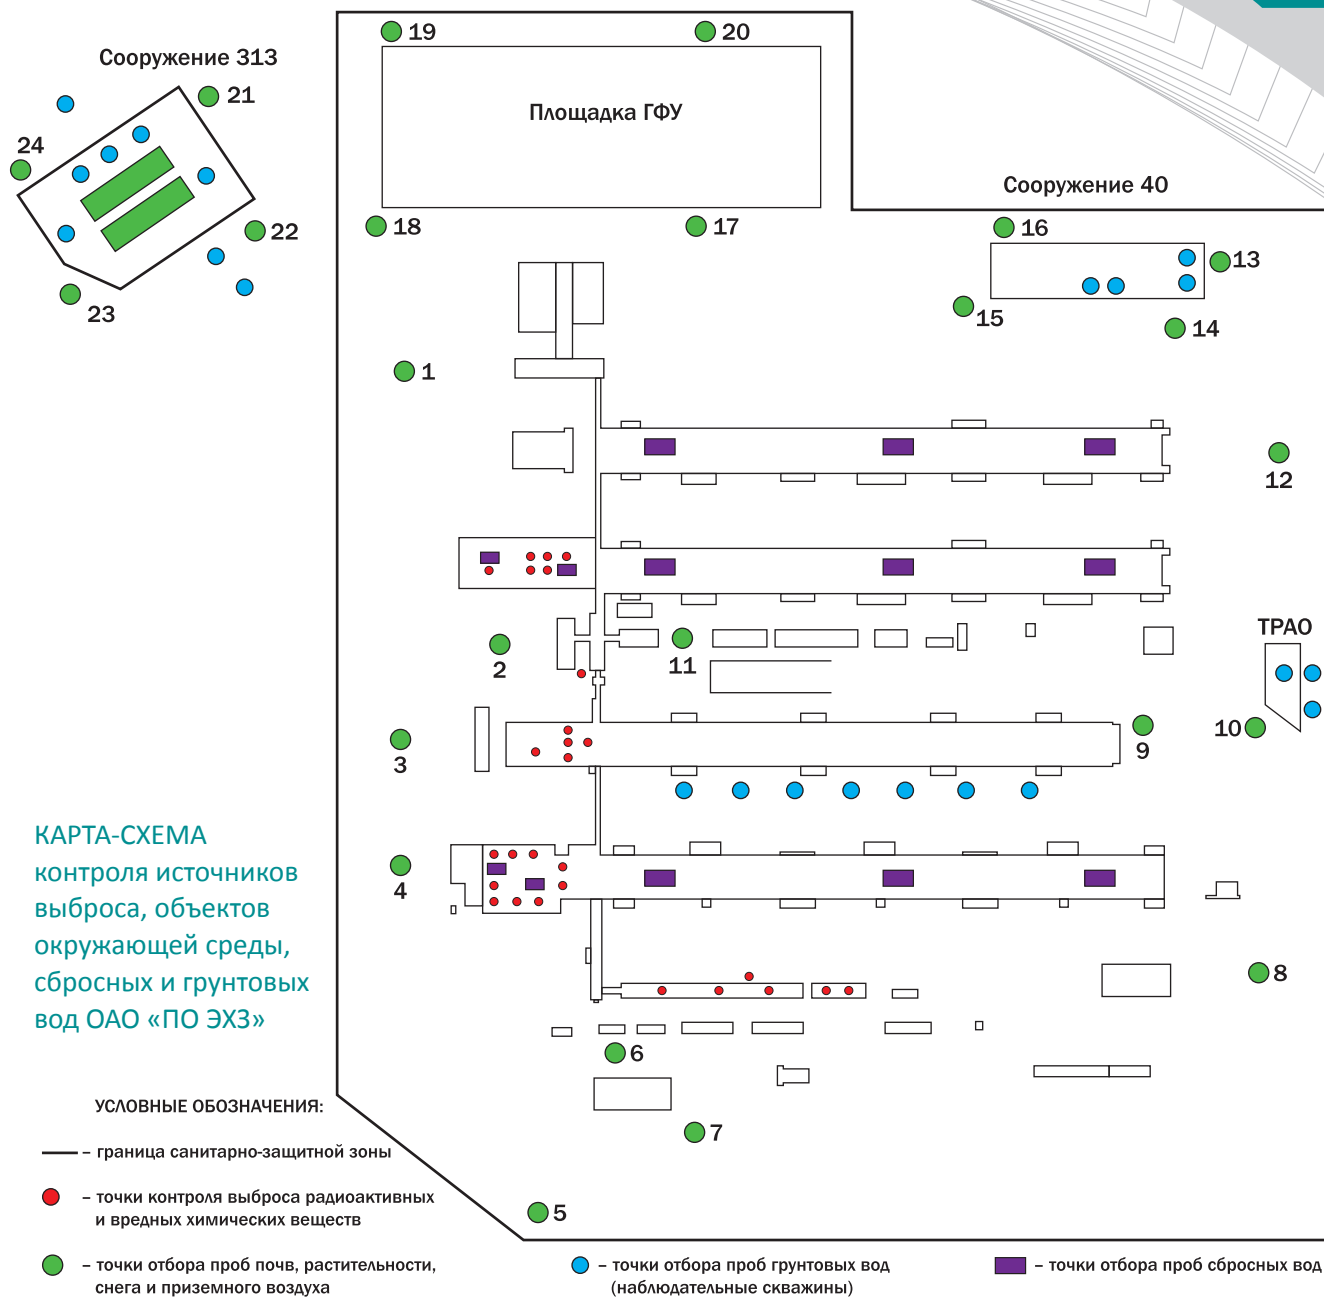 19
20
Сооружение 313
21
Площадка ГФУ
24
Сооружение 40
18
17
16
22
13
23
15
14
1
12
ТРАО
2
11
10
3
9
КАРТА-СХЕМА
контроля источников
выброса, объектов
окружающей среды,
сбросных и грунтовых
вод ОАО «ПО ЭХЗ»
4
8
6
7
5
УСЛОВНЫЕ ОБОЗНАЧЕНИЯ:
– граница санитарно-защитной зоны
– точки контроля выброса радиоактивных
и вредных химических веществ
– точки отбора проб почв, растительности,
снега и приземного воздуха
– точки отбора проб грунтовых вод
(наблюдательные скважины)
– точки отбора проб сбросных вод